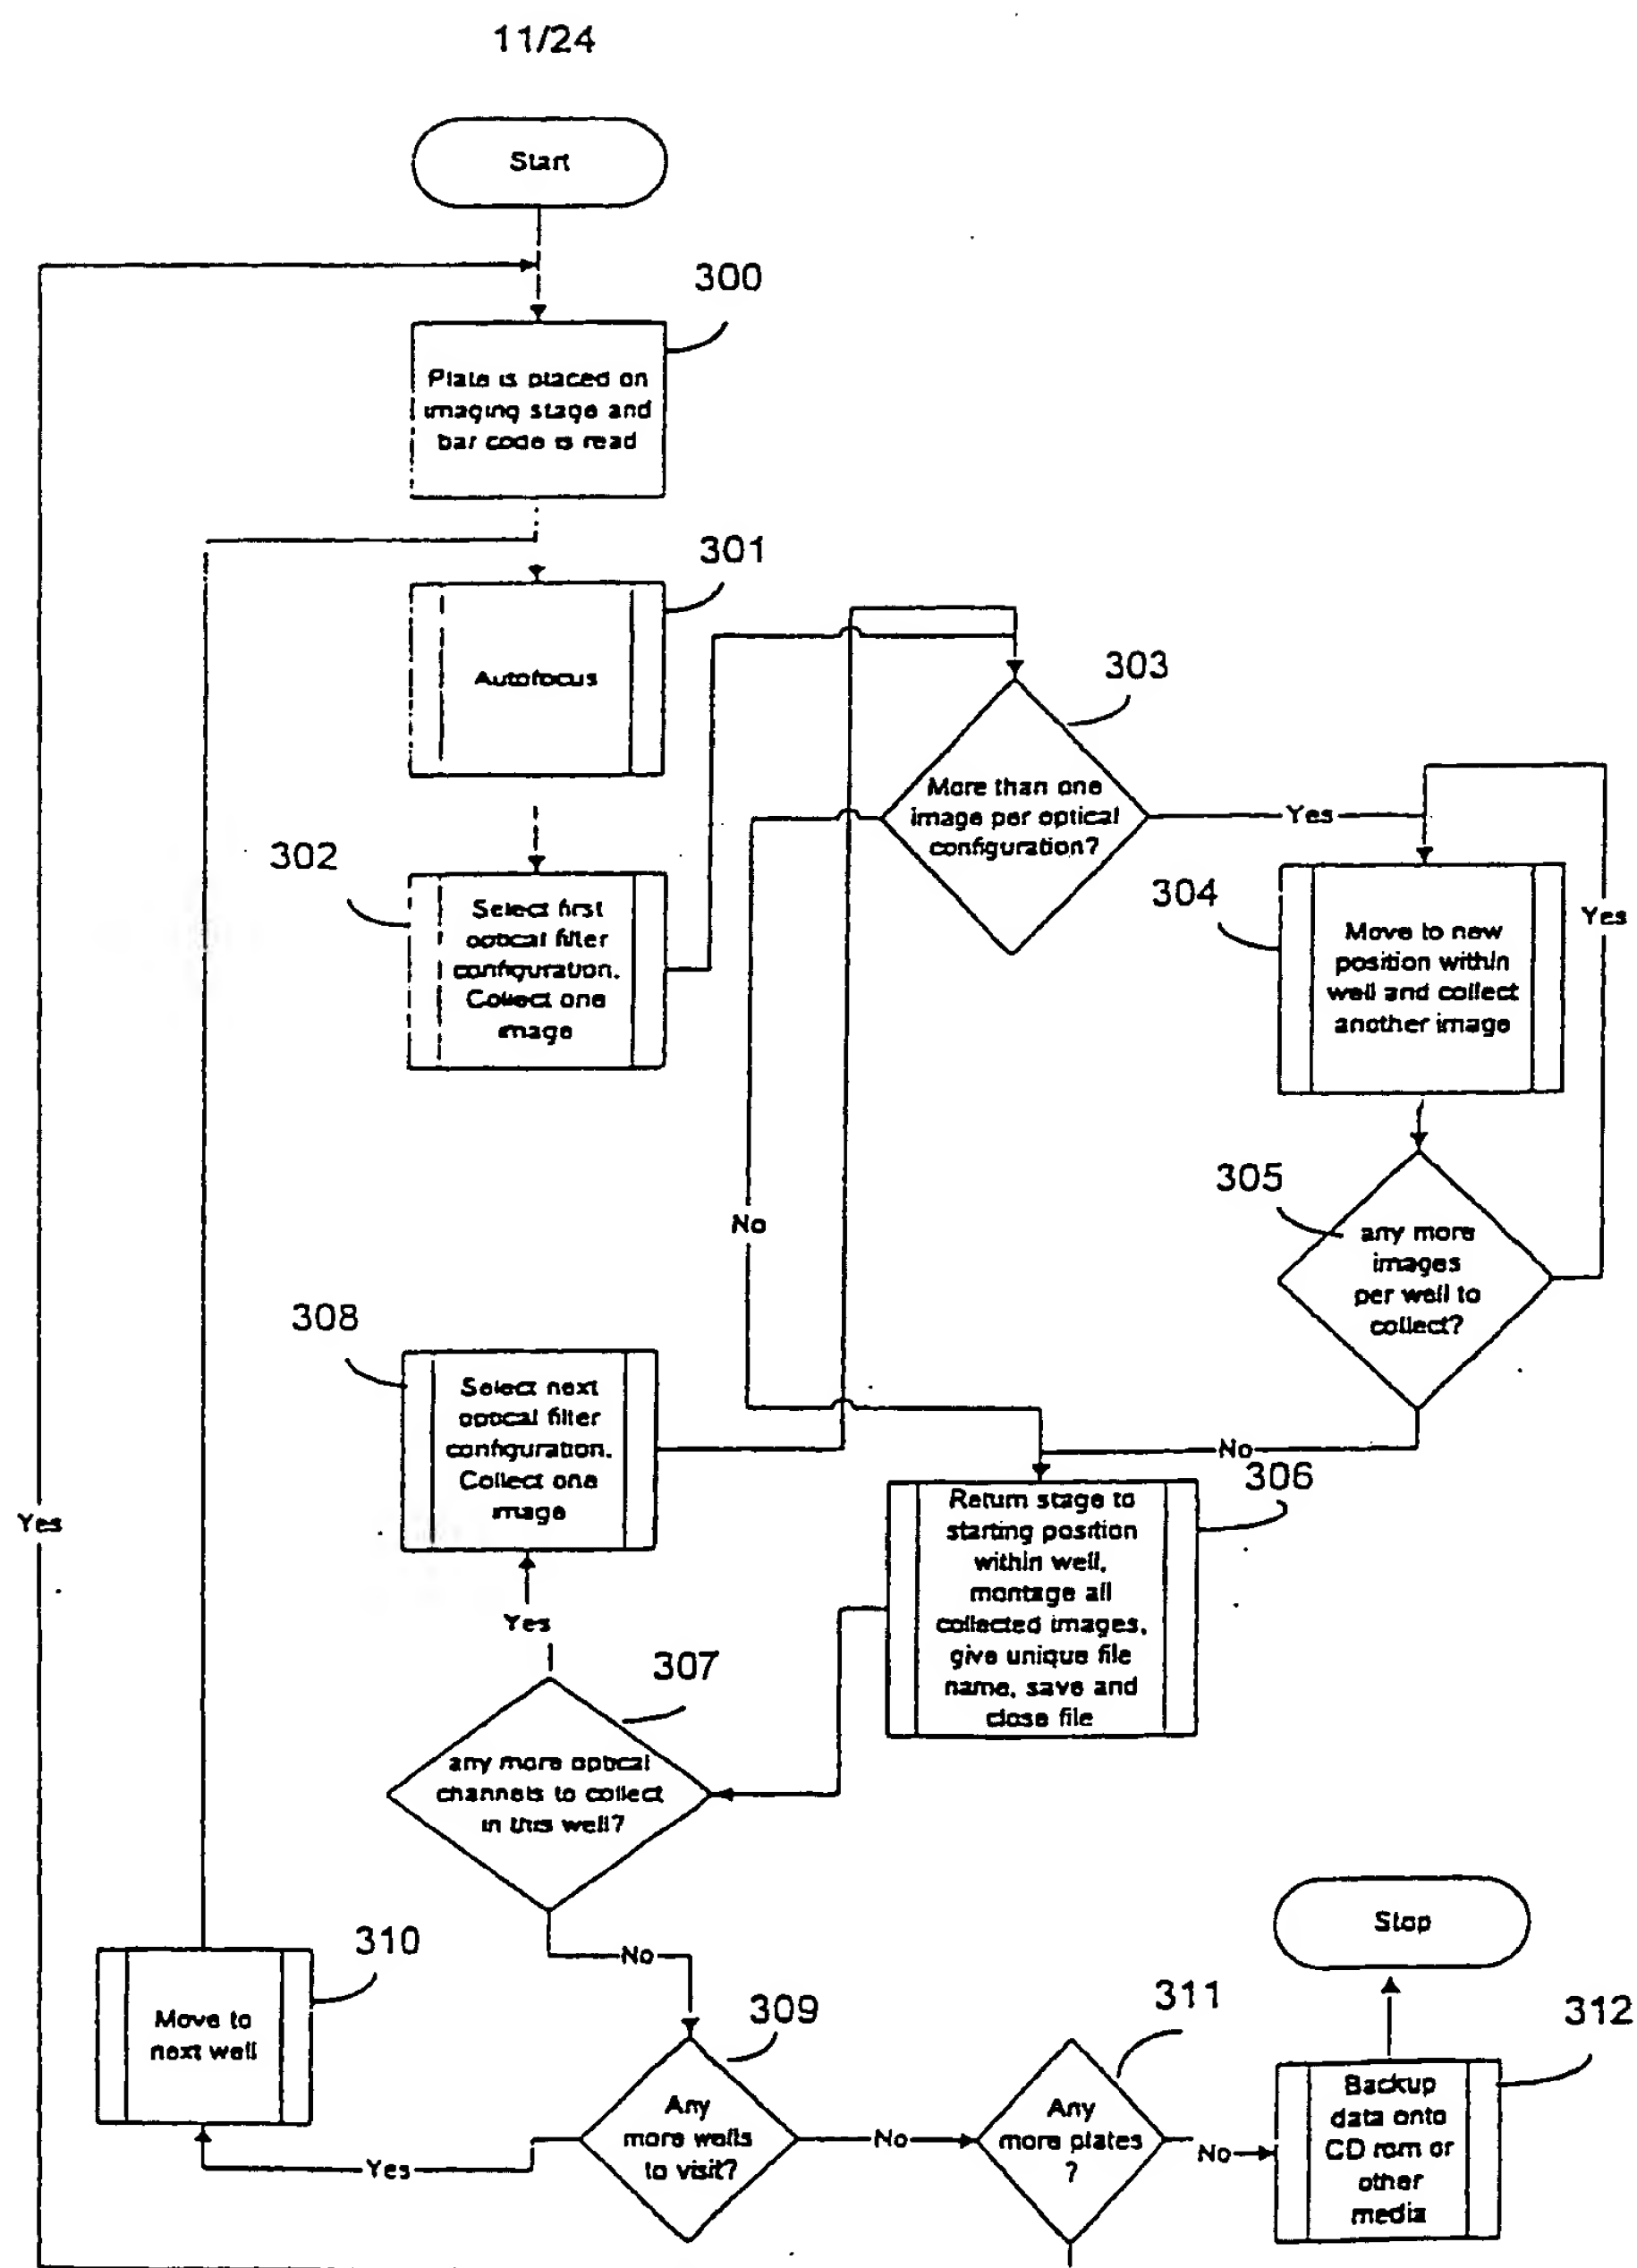 11/24
Start
300
Plate is placed on
imaging stage and
bar code is read
301
Autofocus
302
Select first
optical filter
configuration.
Collect one
image
303
More than one
image per optical
configuration?
Yes
No
304
Move to new
position within
well and collect
another image
Yes
305
any more
images
per well to
collect?
No
306
Return stage to
starting position
within well,
montage all
collected images,
give unique file
name, save and
close file
308
Select next
optical filter
configuration.
Collect one
image
Yes
307
any more optical
channels to collect
in this well?
No
Yes
310
Move to
next well
309
Any
more wells
to visit?
Yes
No
311
Any
more plates
?
No
312
Backup
data onto
CD rom or
other
media
Stop